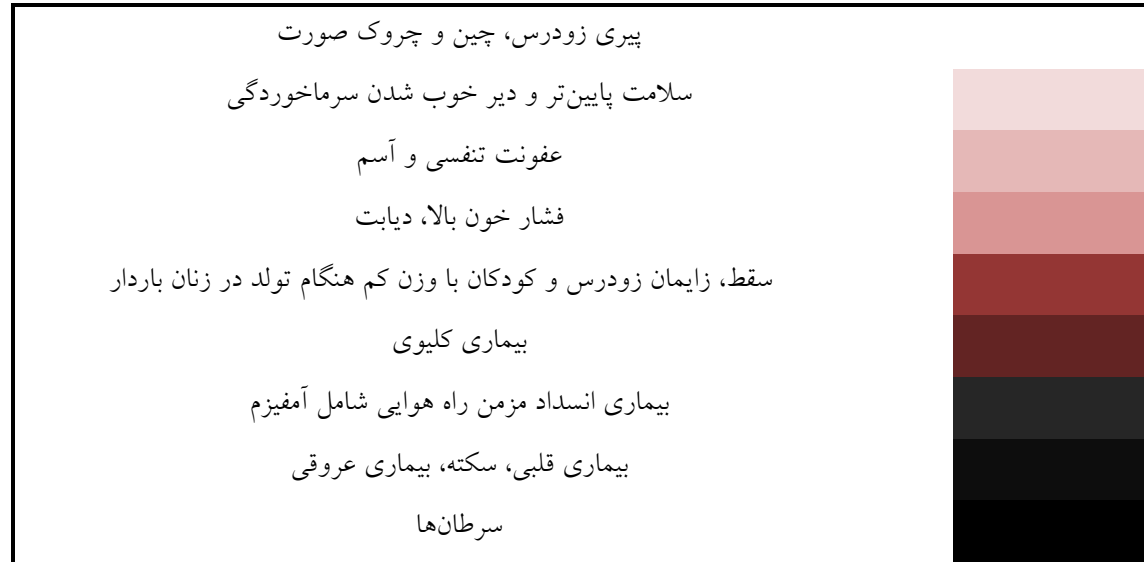 پیری زودرس، چین و چروک صورت
سلامت پایین‌تر و دیر خوب شدن سرماخوردگی
عفونت تنفسی و آسم
فشار خون بالا، دیابت
سقط، زایمان زودرس و کودکان با وزن کم هنگام تولد در زنان باردار
بیماری کلیوی
بیماری انسداد مزمن راه هوایی شامل آمفیزم
بیماری قلبی، سکته، بیماری عروقی
سرطان‌ها